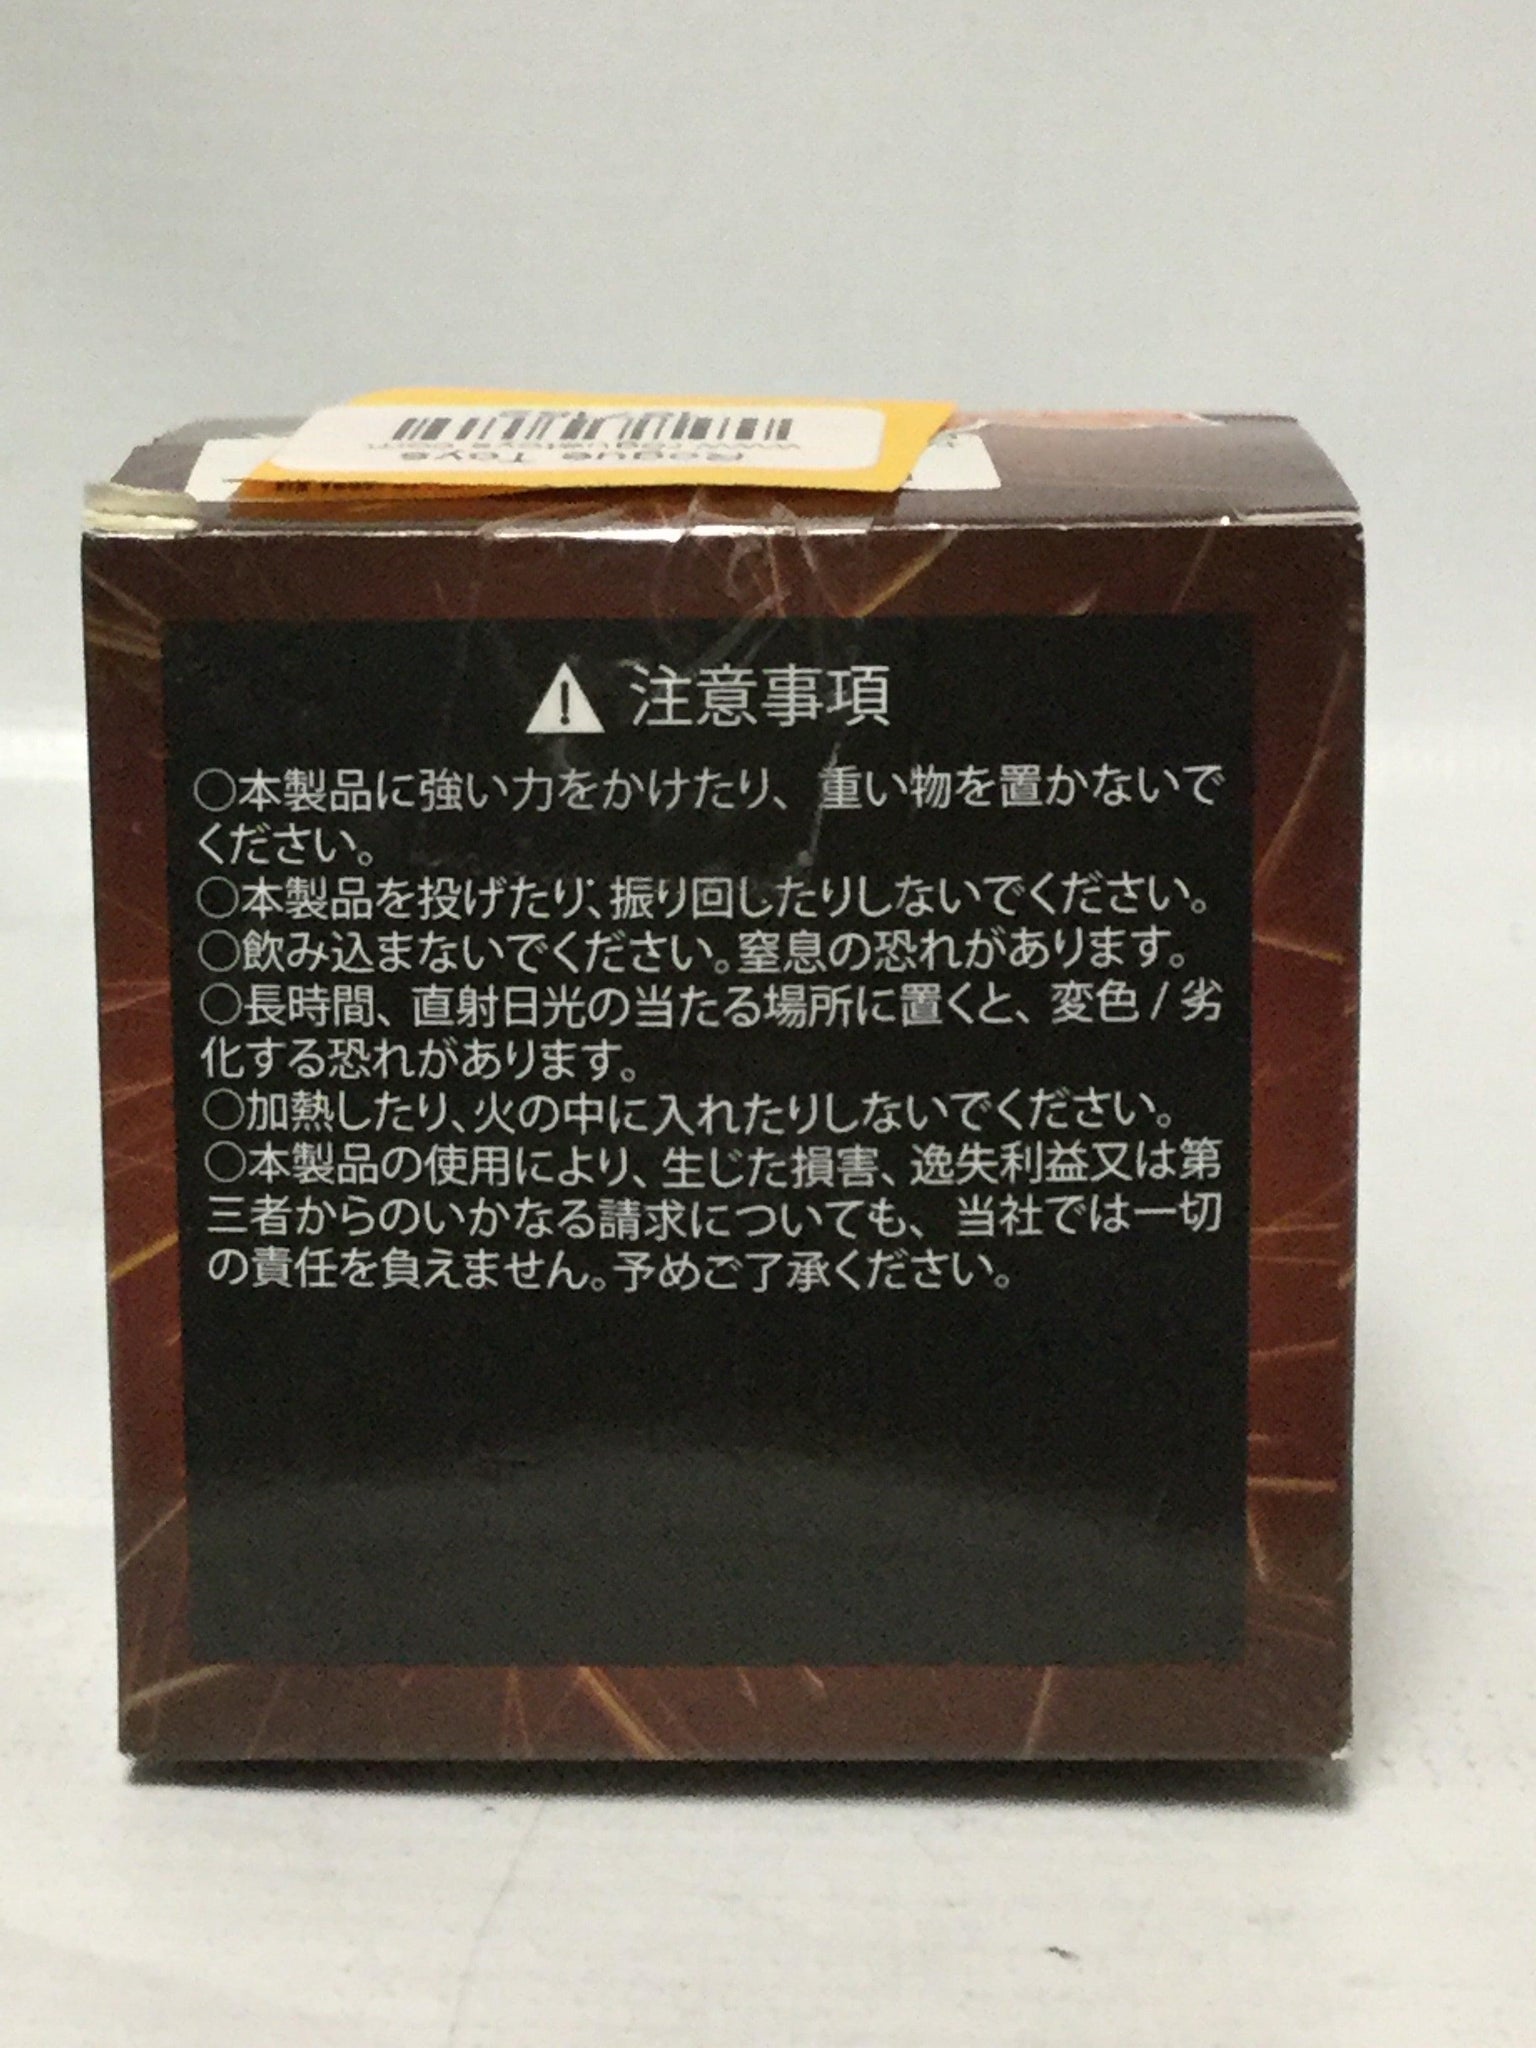 Rogue Toys
www.roguetoys.com
注意事項
○本製品に強い力をかけたり、重い物を置かないで
ください。
○本製品を投げたり、振り回したりしないでください。
○飲み込まないでください。窒息の恐れがあります。
○長時間、直射日光の当たる場所に置くと、変色/劣
化する恐れがあります。
○加熱したり、火の中に入れたりしないでください。
○本製品の使用により、生じた損害、逸失利益又は第
三者からのいかなる請求についても、当社では一切
の責任を負えません。予めご了承ください。